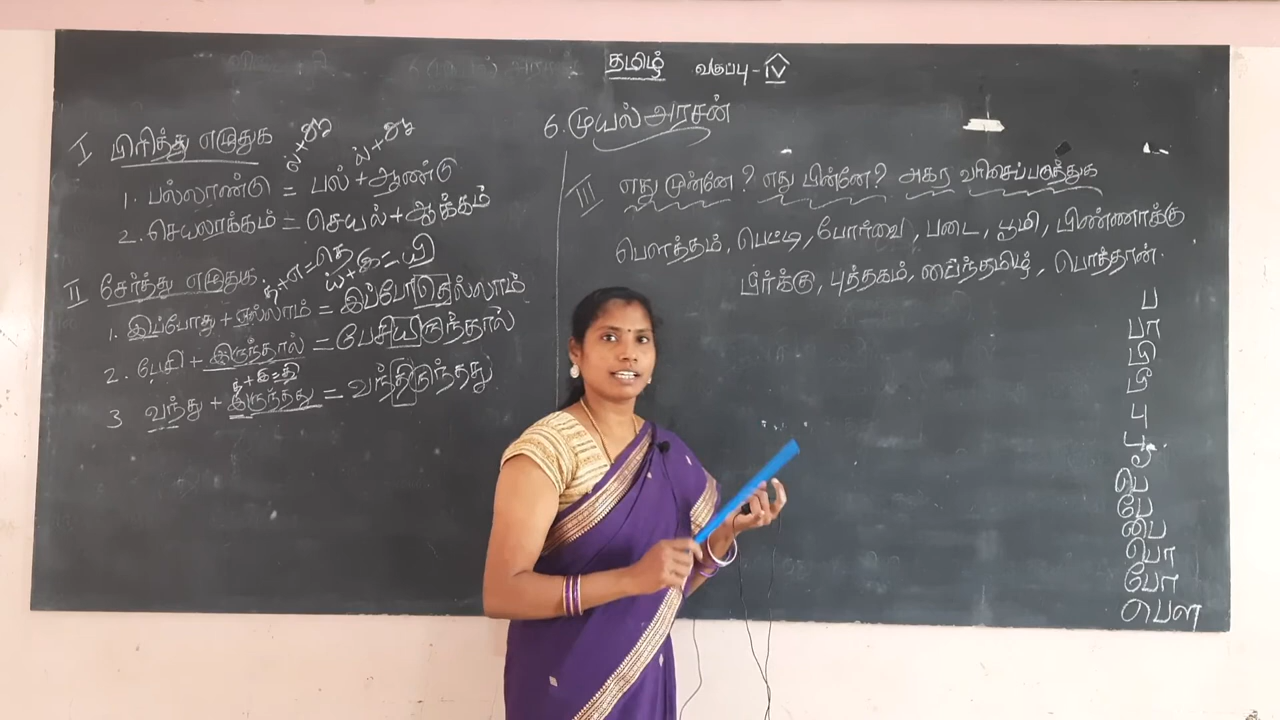 தமிழ் வகுப்பு - IV
6. முயல் அரசன்
I பிரித்து எழுதுக
ல் + ஆ ல் + ஆ
1. பல்லாண்டு = பல் + ஆண்டு
2. செயலாக்கம் = செயல் + ஆக்கம்
II சேர்த்து எழுதுக
த் + எ = தெ
ய் + இ = யி
1. இப்போது + எல்லாம் = இப்போதெல்லாம்
2. பேசி + இருந்தால் = பேசியிருந்தால்
த் + இ = தி
3 வந்து + இருந்தது = வந்திருந்தது
III எது முன்னே? எது பின்னே? அகர வரிசைப்படுத்துக
பௌத்தம், பெட்டி, போர்வை, படை, பூமி, பிண்ணாக்கு
பீர்க்கு, புத்தகம், பைந்தமிழ், பொத்தான்.
ப
பா
பி
பீ
பு
பூ
பெ
பே
பை
பொ
போ
பௌ